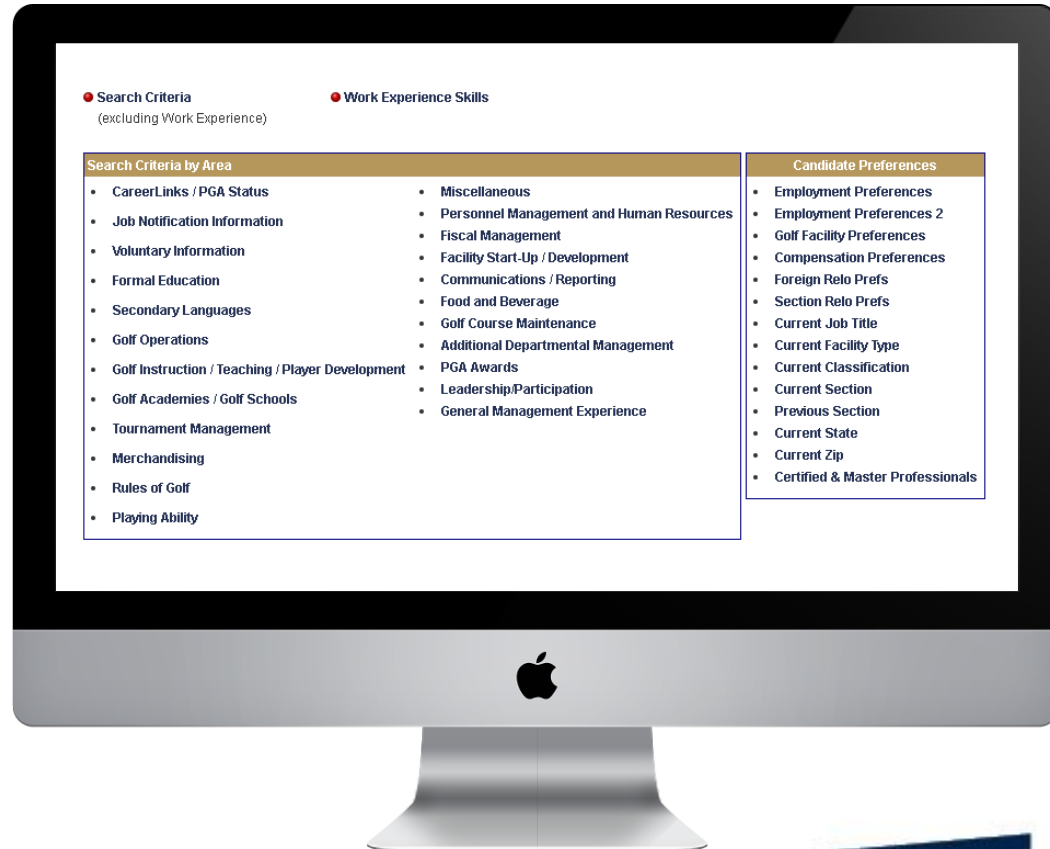 Search Criteria
(excluding Work Experience)
Work Experience Skills
Search Criteria by Area
CareerLinks / PGA Status
Job Notification Information
Voluntary Information
Formal Education
Secondary Languages
Golf Operations
Golf Instruction / Teaching / Player Development
Golf Academies / Golf Schools
Tournament Management
Merchandising
Rules of Golf
Playing Ability
Miscellaneous
Personnel Management and Human Resources
Fiscal Management
Facility Start-Up / Development
Communications / Reporting
Food and Beverage
Golf Course Maintenance
Additional Departmental Management
PGA Awards
Leadership/Participation
General Management Experience
Candidate Preferences
Employment Preferences
Employment Preferences 2
Golf Facility Preferences
Compensation Preferences
Foreign Relo Prefs
Section Relo Prefs
Current Job Title
Current Facility Type
Current Classification
Current Section
Previous Section
Current State
Current Zip
Certified & Master Professionals